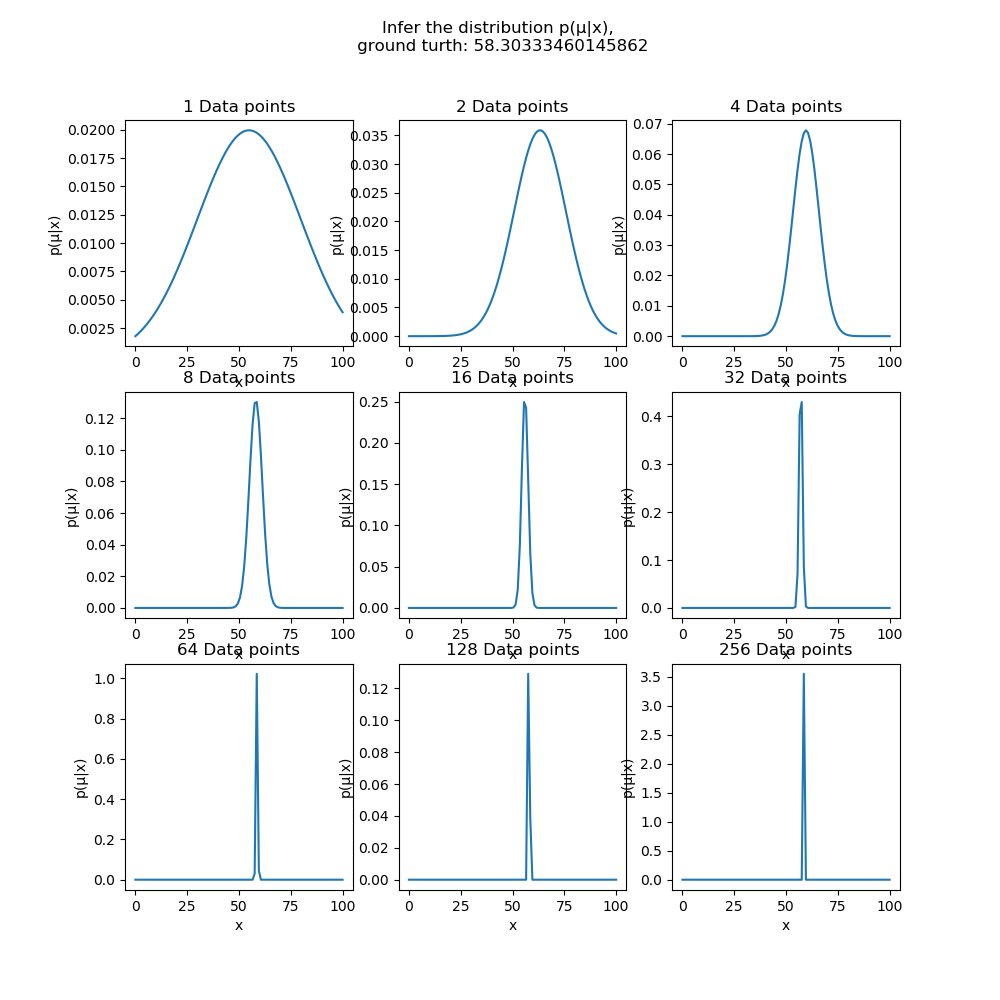 Infer the distribution p(μ|x),
ground turth: 58.30333460145862
1 Data points
2 Data points
4 Data points
0.0200
0.0175
0.0150
0.0125
0.0100
0.0075
0.0050
0.0025
p(μ|x)
0 25 50 75 100
x
0.035
0.030
0.025
0.020
0.015
0.010
0.005
0.000
p(μ|x)
0 25 50 75 100
x
0.07
0.06
0.05
0.04
0.03
0.02
0.01
0.00
p(μ|x)
0 25 50 75 100
x
8 Data points
16 Data points
32 Data points
0.12
0.10
0.08
0.06
0.04
0.02
0.00
p(μ|x)
0 25 50 75 100
x
0.25
0.20
0.15
0.10
0.05
0.00
p(μ|x)
0 25 50 75 100
x
0.4
0.3
0.2
0.1
0.0
p(μ|x)
0 25 50 75 100
x
64 Data points
128 Data points
256 Data points
1.0
0.8
0.6
0.4
0.2
0.0
p(μ|x)
0 25 50 75 100
x
0.12
0.10
0.08
0.06
0.04
0.02
0.00
p(μ|x)
0 25 50 75 100
x
3.5
3.0
2.5
2.0
1.5
1.0
0.5
0.0
p(μ|x)
0 25 50 75 100
x